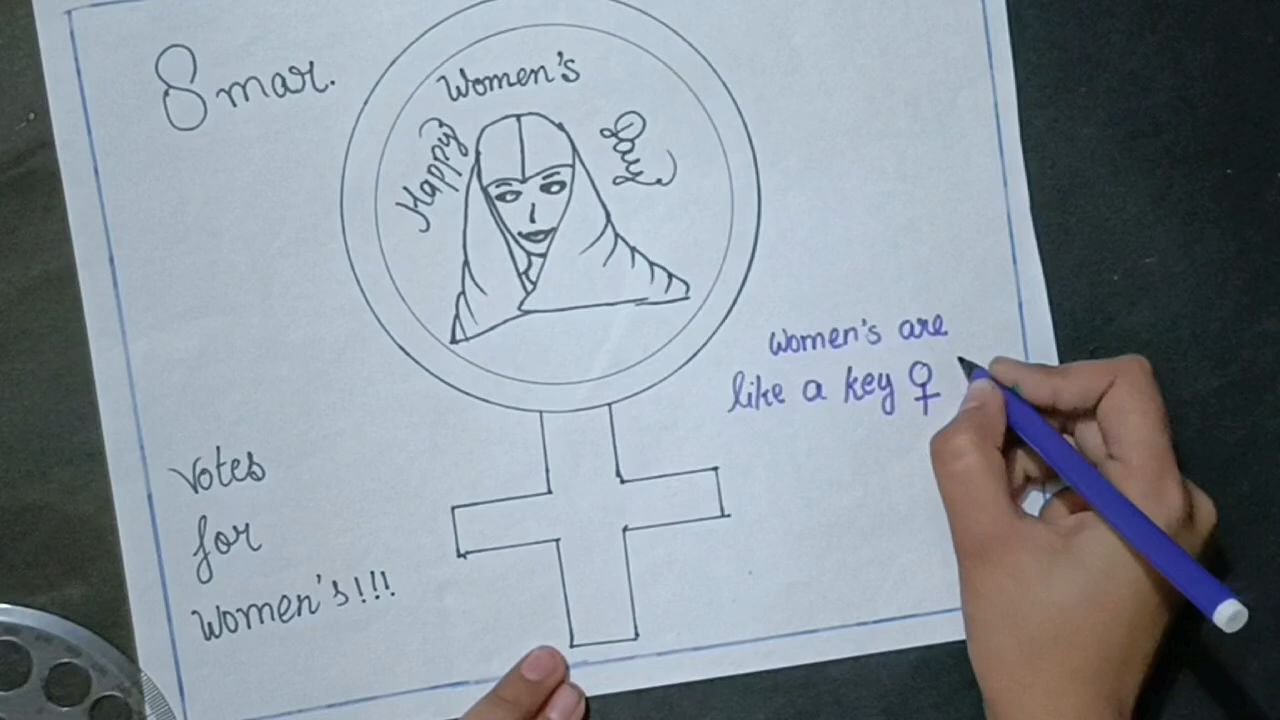 8 mar.
Happy
Women's
Day
Women's are
like a key ♀
Votes
for
Women's!!!